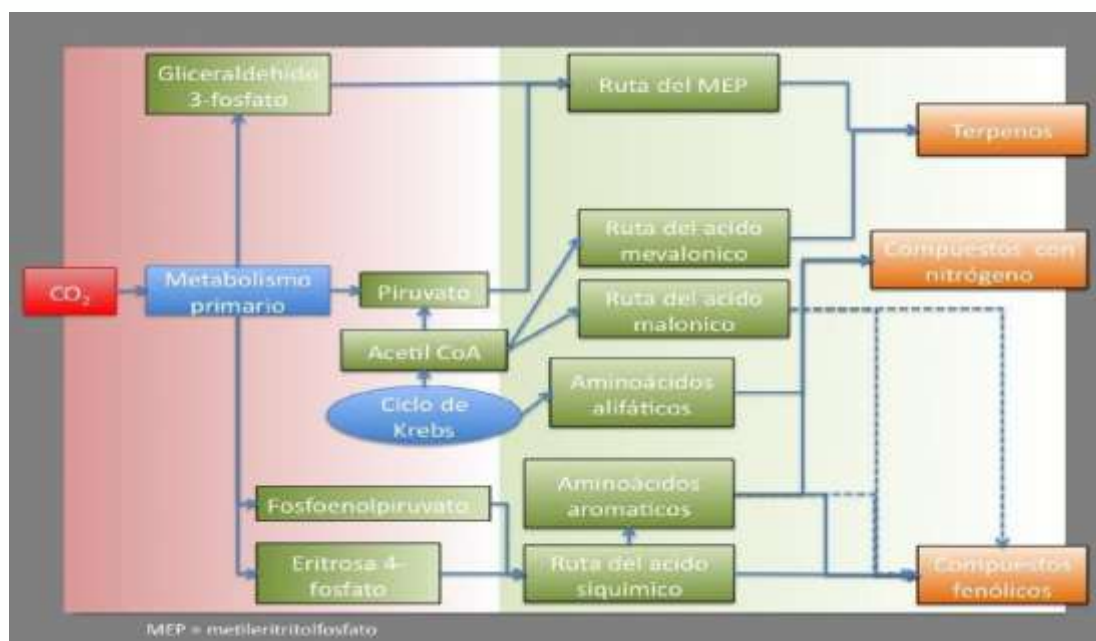 Gliceraldehido
3-fosfato
Ruta del MEP
Terpenos
Ruta del acido
mevalonico
Compuestos con
nitrógeno
CO₂
Metabolismo
primario
Piruvato
Ruta del acido
malonico
Acetil CoA
Aminoácidos
alifáticos
Ciclo de
Krebs
Fosfoenolpiruvato
Aminoácidos
aromaticos
Eritrosa 4-
fosfato
Ruta del acido
siquimico
Compuestos
fenólicos
MEP = metileritritolfosfato